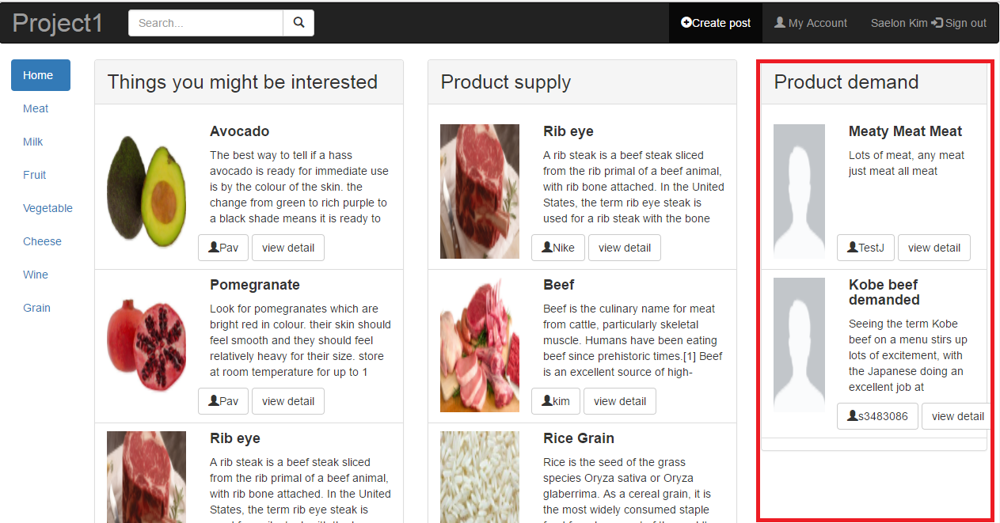 Project1
Search...
Create post
My Account
Saelon Kim Sign out
Home
Meat
Milk
Fruit
Vegetable
Cheese
Wine
Grain
Things you might be interested
Avocado
The best way to tell if a hass
avocado is ready for immediate use
is by the colour of the skin. the
change from green to rich purple to
a black shade means it is ready to
Pav
view detail
Pomegranate
Look for pomegranates which are
bright red in colour. their skin should
feel smooth and they should feel
relatively heavy for their size. store
at room temperature for up to 1
Pav
view detail
Rib eye
A rib steak is a beef steak sliced
from the rib primal of a beef animal,
with rib bone attached. In the United
States, the term rib eye steak is
Product supply
Rib eye
A rib steak is a beef steak sliced
from the rib primal of a beef animal,
with rib bone attached. In the United
States, the term rib eye steak is
used for a rib steak with the bone
Nike
view detail
Beef
Beef is the culinary name for meat
from cattle, particularly skeletal
muscle. Humans have been eating
beef since prehistoric times.[1] Beef
is an excellent source of high-
kim
view detail
Rice Grain
Rice is the seed of the grass
species Oryza sativa or Oryza
glaberrima. As a cereal grain, it is
the most widely consumed staple
Product demand
Meaty Meat Meat
Lots of meat, any meat
just meat all meat
TestJ
view detail
Kobe beef
demanded
Seeing the term Kobe
beef on a menu stirs up
lots of excitement, with
the Japanese doing an
excellent job at
s3483086
view detail